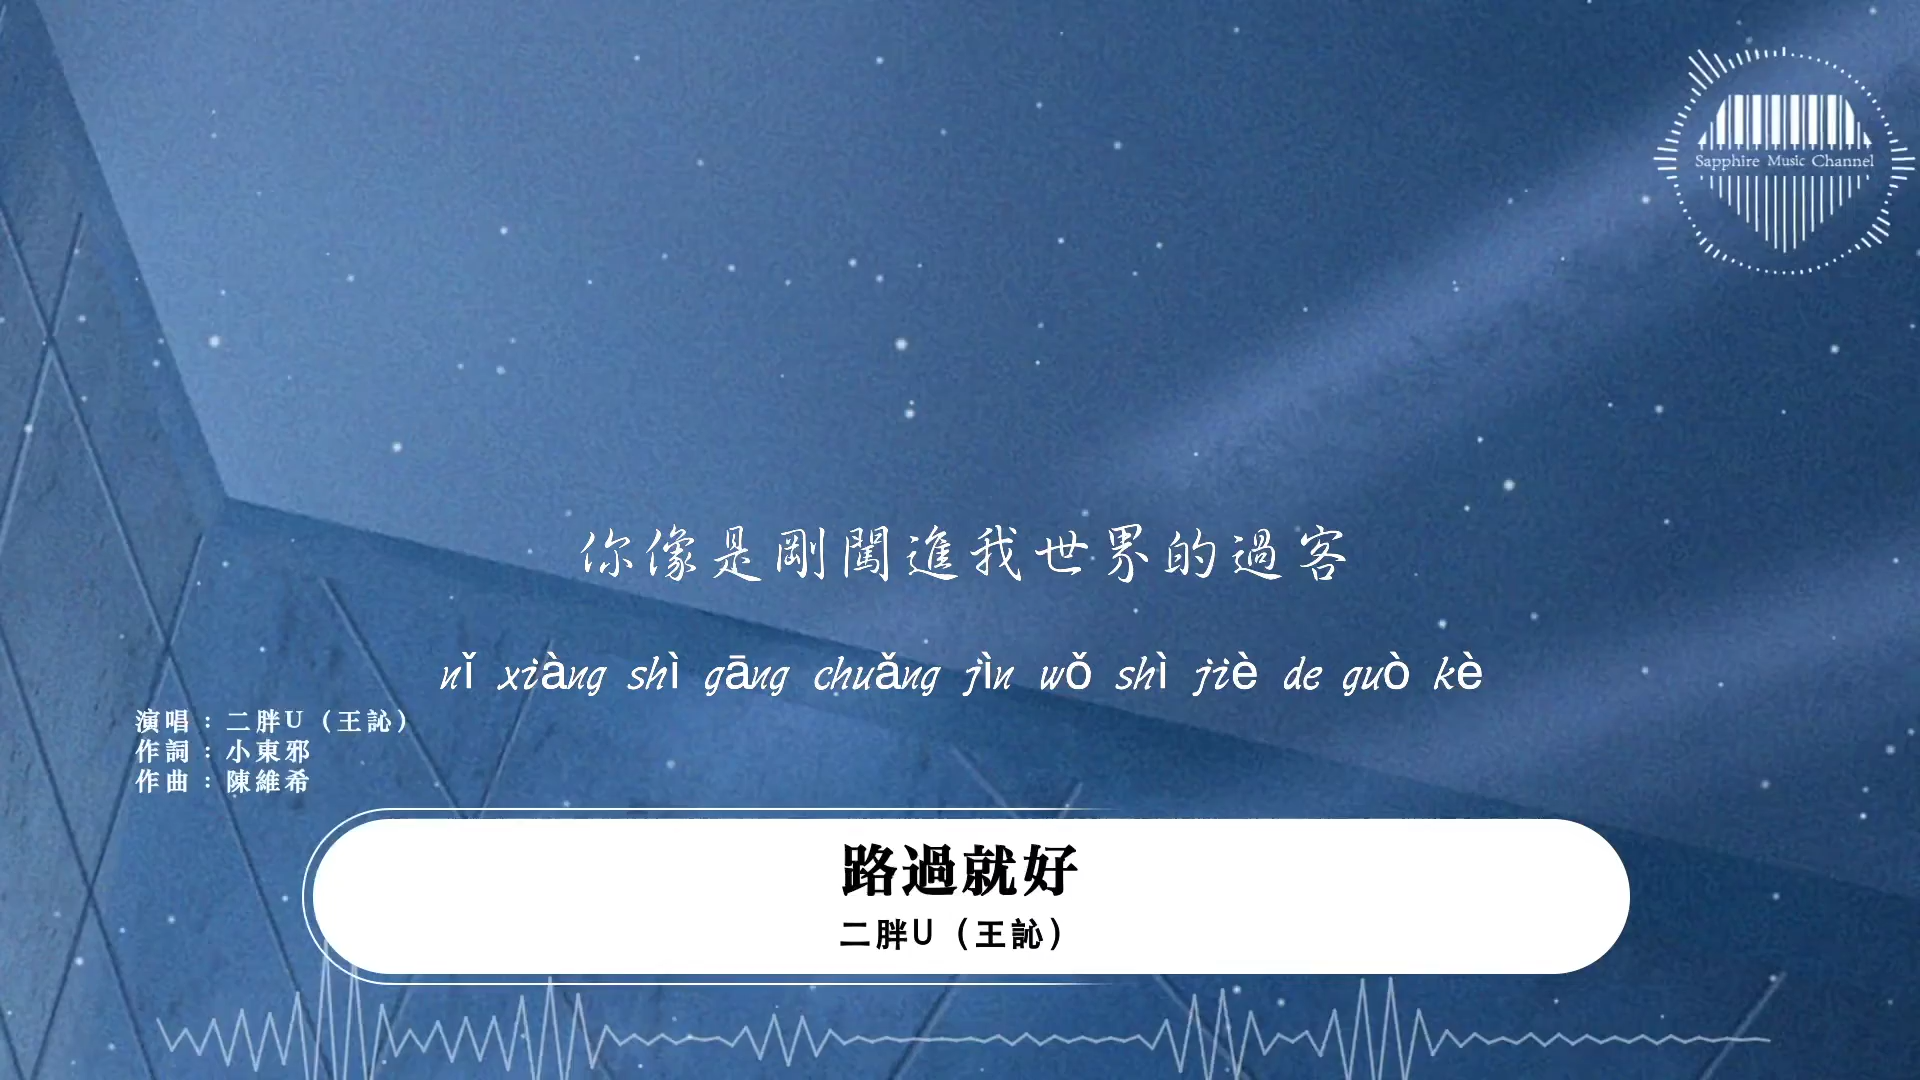 Sapphire Music Channel
你像是剛闖進我世界的過客
nǐ xiàng shì gāng chuǎng jìn wǒ shì jiè de guò kè
演唱：二胖U（王訫）
作詞：小東邪
作曲：陳維希
路過就好
二胖U（王訫）